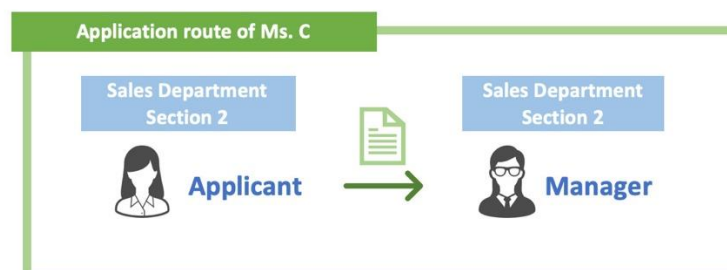 Application route of Ms. C
Sales Department
Section 2
Sales Department
Section 2
Applicant
Manager